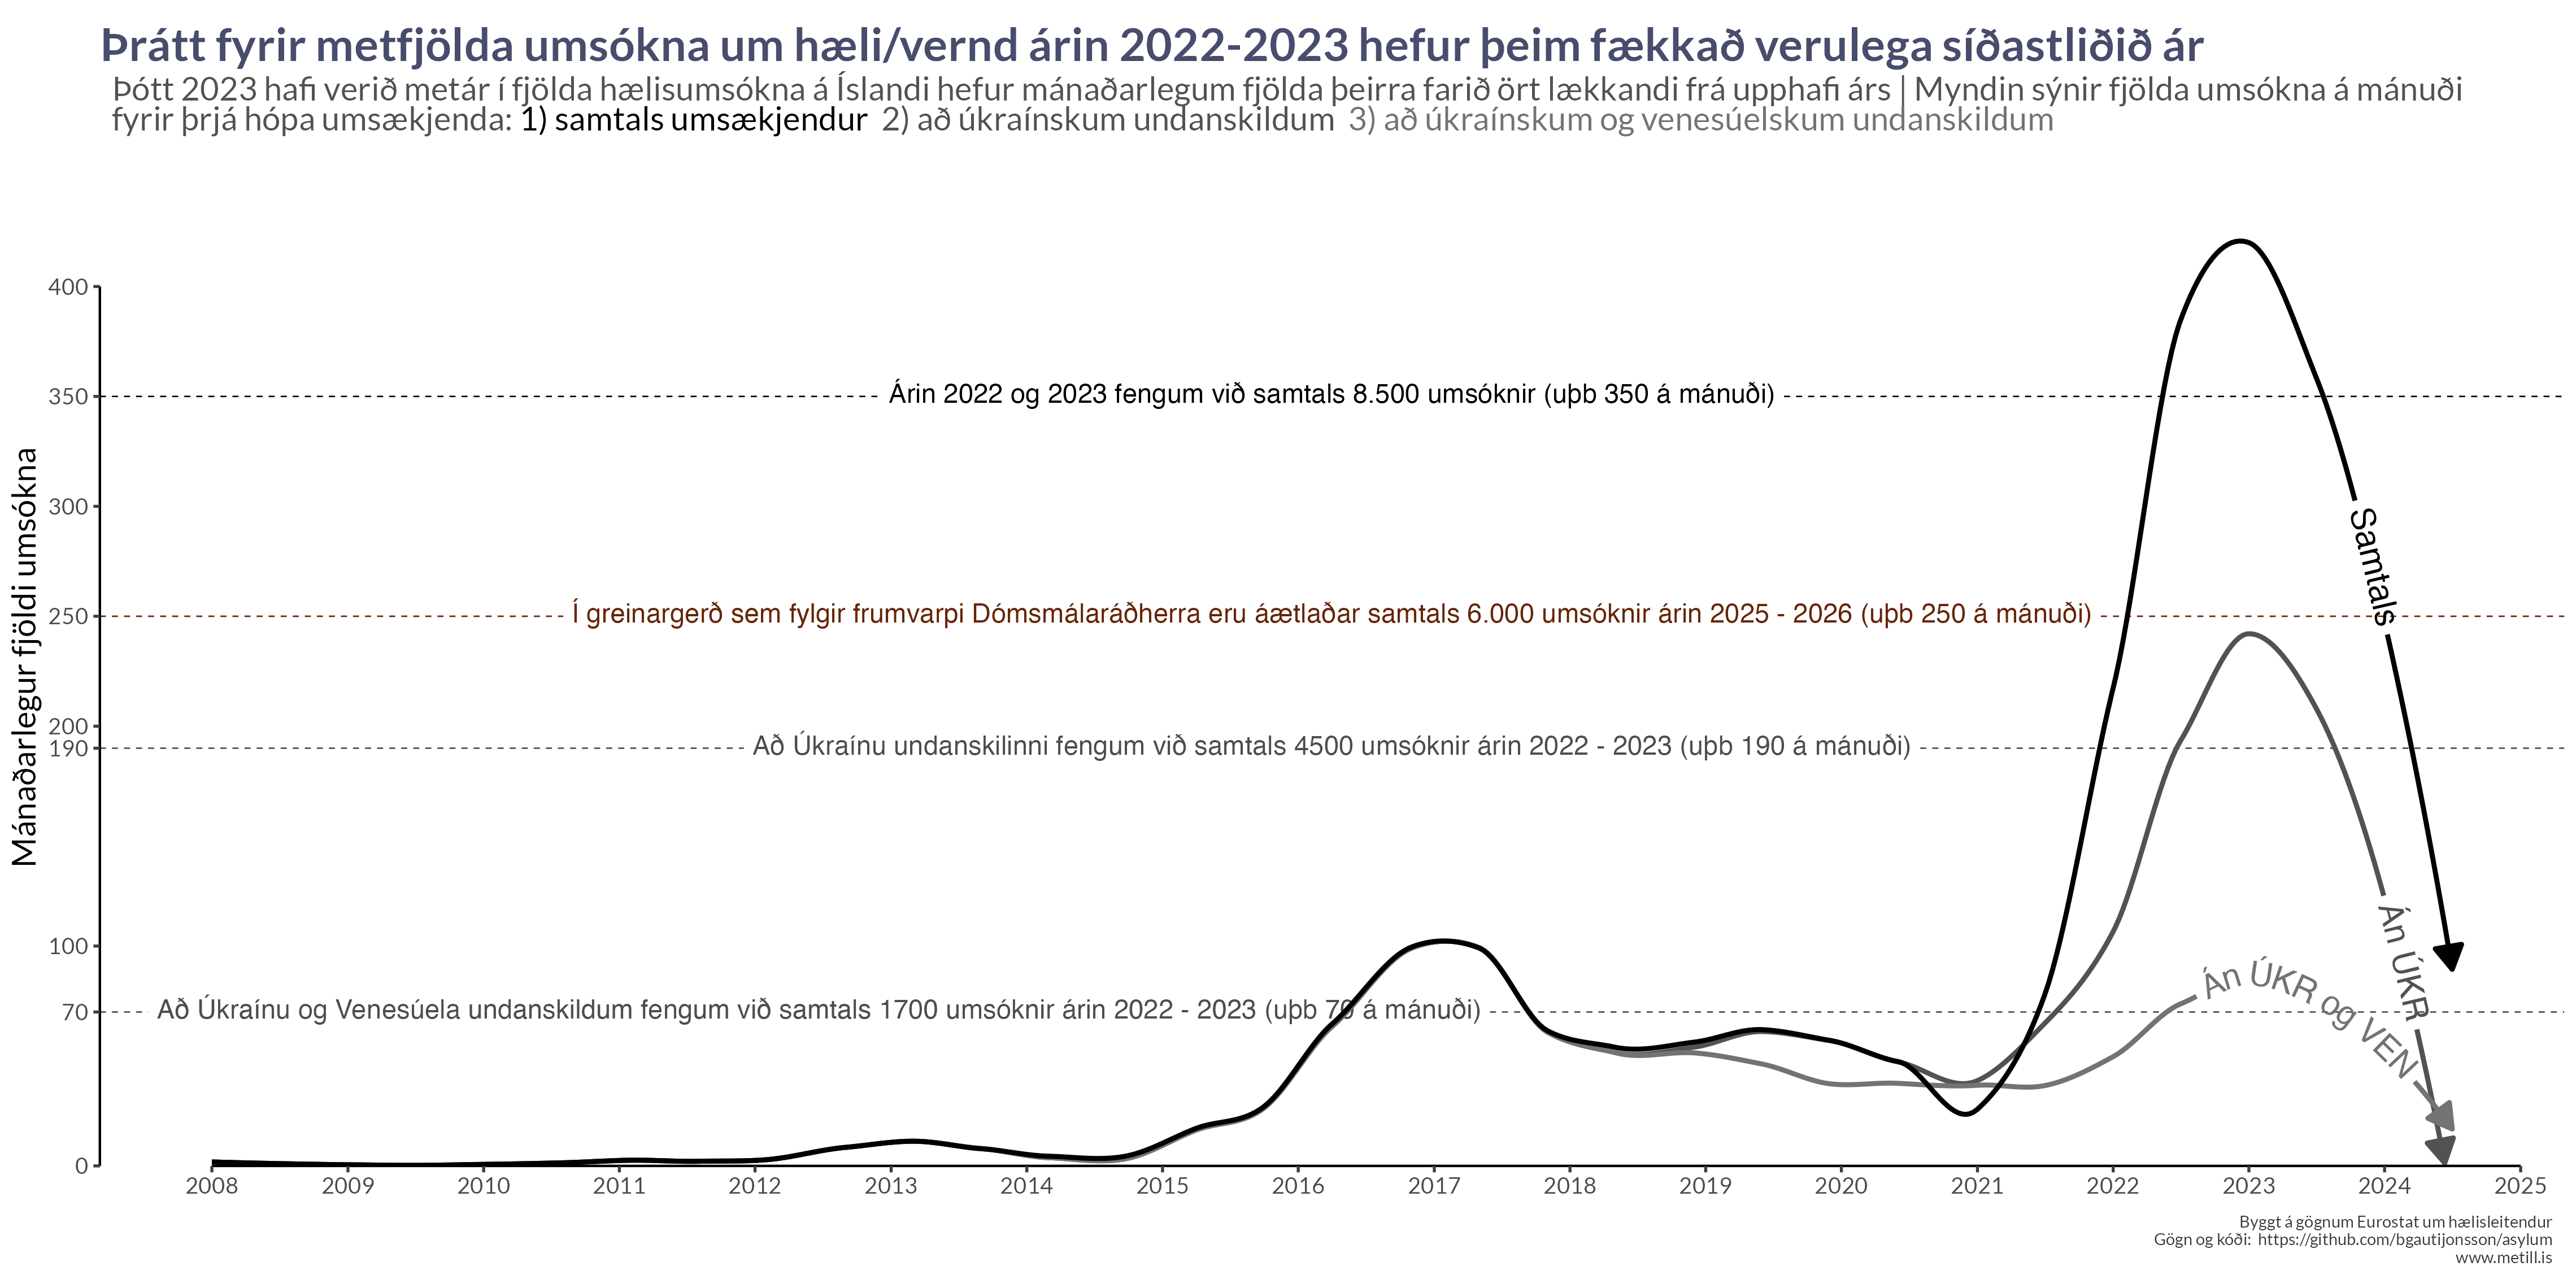 Þrátt fyrir metfjölda umsókna um hæli/vernd árin 2022-2023 hefur þeim fækkað verulega síðastliðið ár
Þótt 2023 hafi verið metár í fjölda hælisumsókna á Íslandi hefur mánaðarlegum fjölda þeirra farið ört lækkandi frá upphafi árs | Myndin sýnir fjölda umsókna á mánuði
fyrir þrjá hópa umsækjenda: 1) samtals umsækjendur 2) að úkraínskum undanskildum 3) að úkraínskum og venesúelskum undanskildum
Mánaðarlegur fjöldi umsókna
400
350
Árin 2022 og 2023 fengum við samtals 8.500 umsóknir (uþb 350 á mánuði)
300
Samtals
250
Í greinargerð sem fylgir frumvarpi Dómsmálaráðherra eru áætlaðar samtals 6.000 umsóknir árin 2025 - 2026 (uþb 250 á mánuði)
200
190
Að Úkraínu undanskilinni fengum við samtals 4500 umsóknir árin 2022 - 2023 (uþb 190 á mánuði)
100
Án ÚKR
Án ÚKR og VEN
70
Að Úkraínu og Venesúela undanskildum fengum við samtals 1700 umsóknir árin 2022 - 2023 (uþb 70 á mánuði)
0
2008 2009 2010 2011 2012 2013 2014 2015 2016 2017 2018 2019 2020 2021 2022 2023 2024 2025
Byggt á gögnum Eurostat um hælisleitendur
Gögn og kóði: https://github.com/bgautijonsson/asylum
www.metill.is